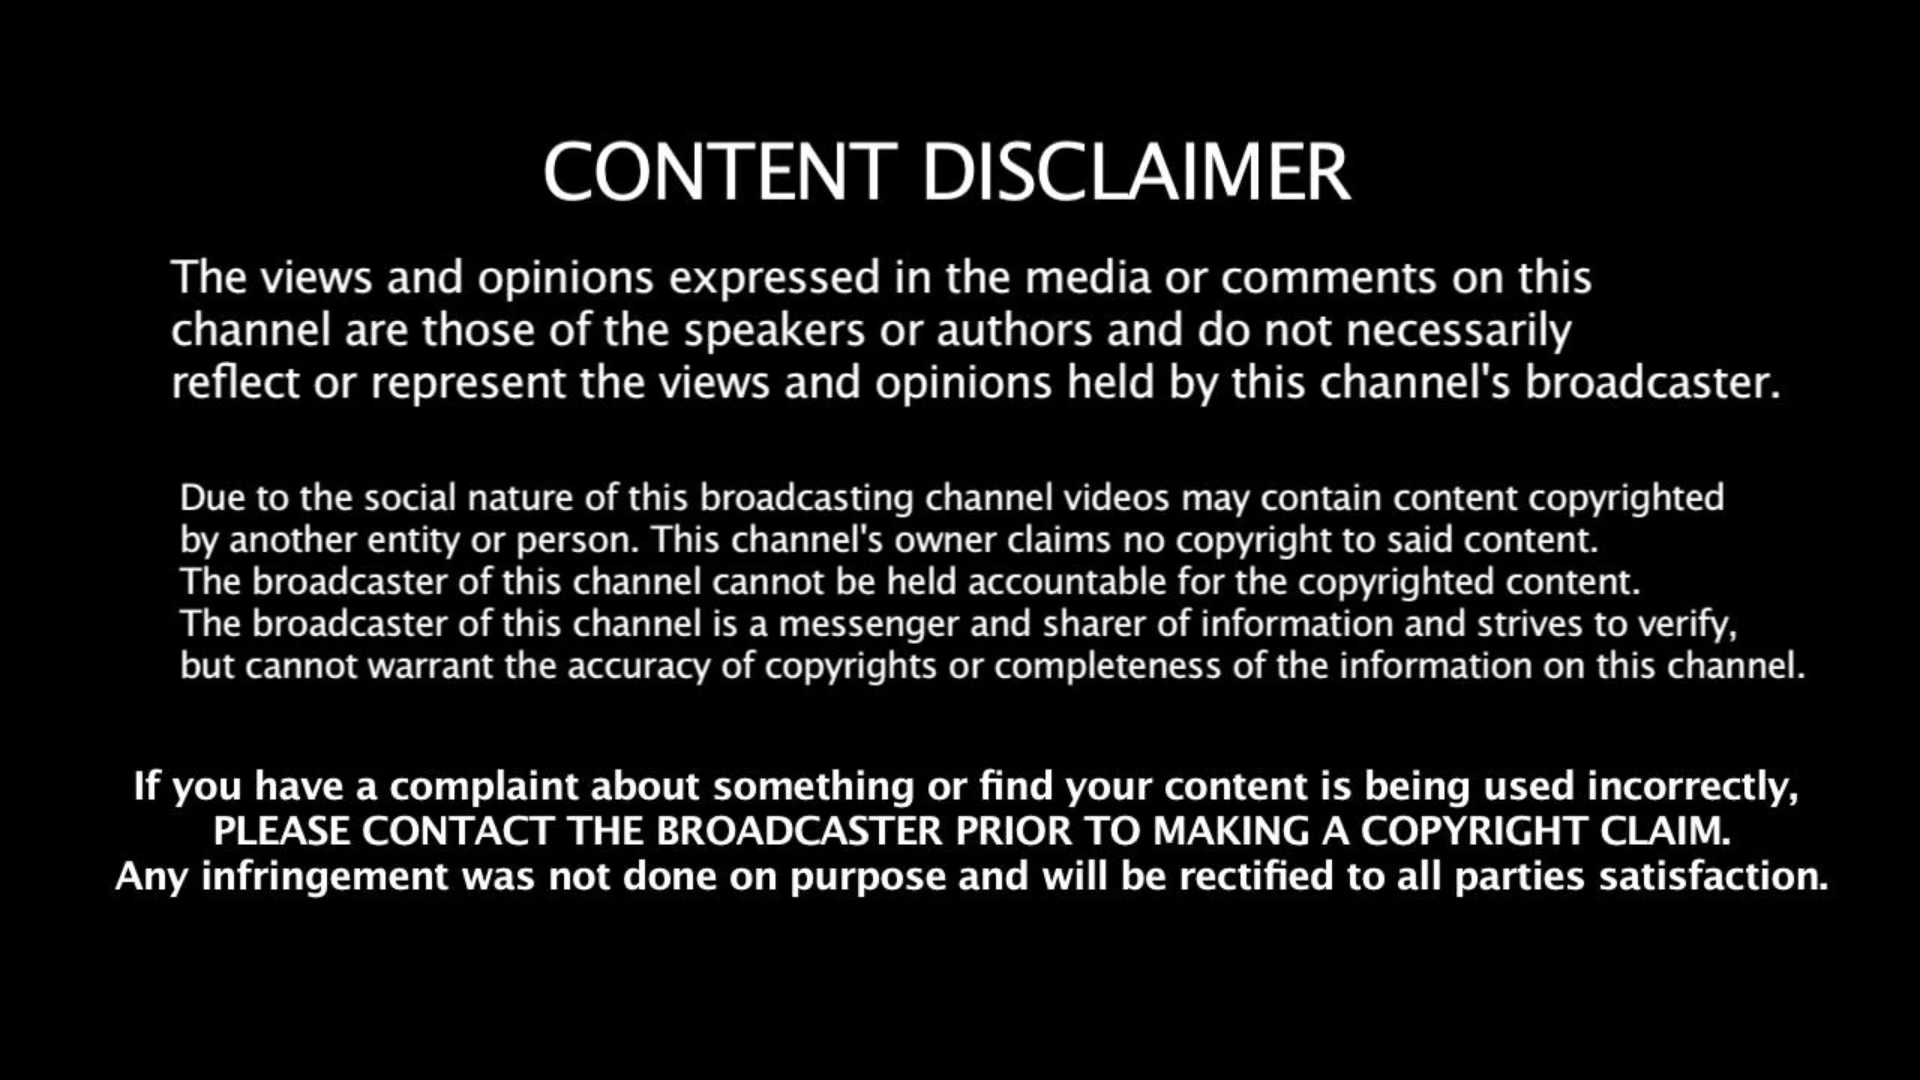 CONTENT DISCLAIMER
The views and opinions expressed in the media or comments on this
channel are those of the speakers or authors and do not necessarily
reflect or represent the views and opinions held by this channel's broadcaster.
Due to the social nature of this broadcasting channel videos may contain content copyrighted
by another entity or person. This channel's owner claims no copyright to said content.
The broadcaster of this channel cannot be held accountable for the copyrighted content.
The broadcaster of this channel is a messenger and sharer of information and strives to verify,
but cannot warrant the accuracy of copyrights or completeness of the information on this channel.
If you have a complaint about something or find your content is being used incorrectly,
PLEASE CONTACT THE BROADCASTER PRIOR TO MAKING A COPYRIGHT CLAIM.
Any infringement was not done on purpose and will be rectified to all parties satisfaction.